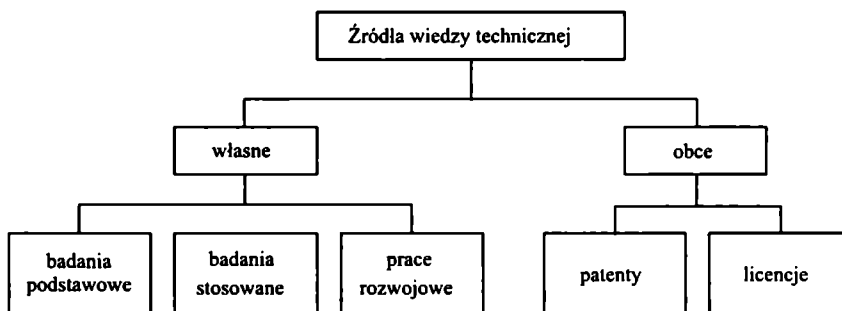 Źródła wiedzy technicznej
własne
obce
badania
podstawowe
badania
stosowane
prace
rozwojowe
patenty
licencje